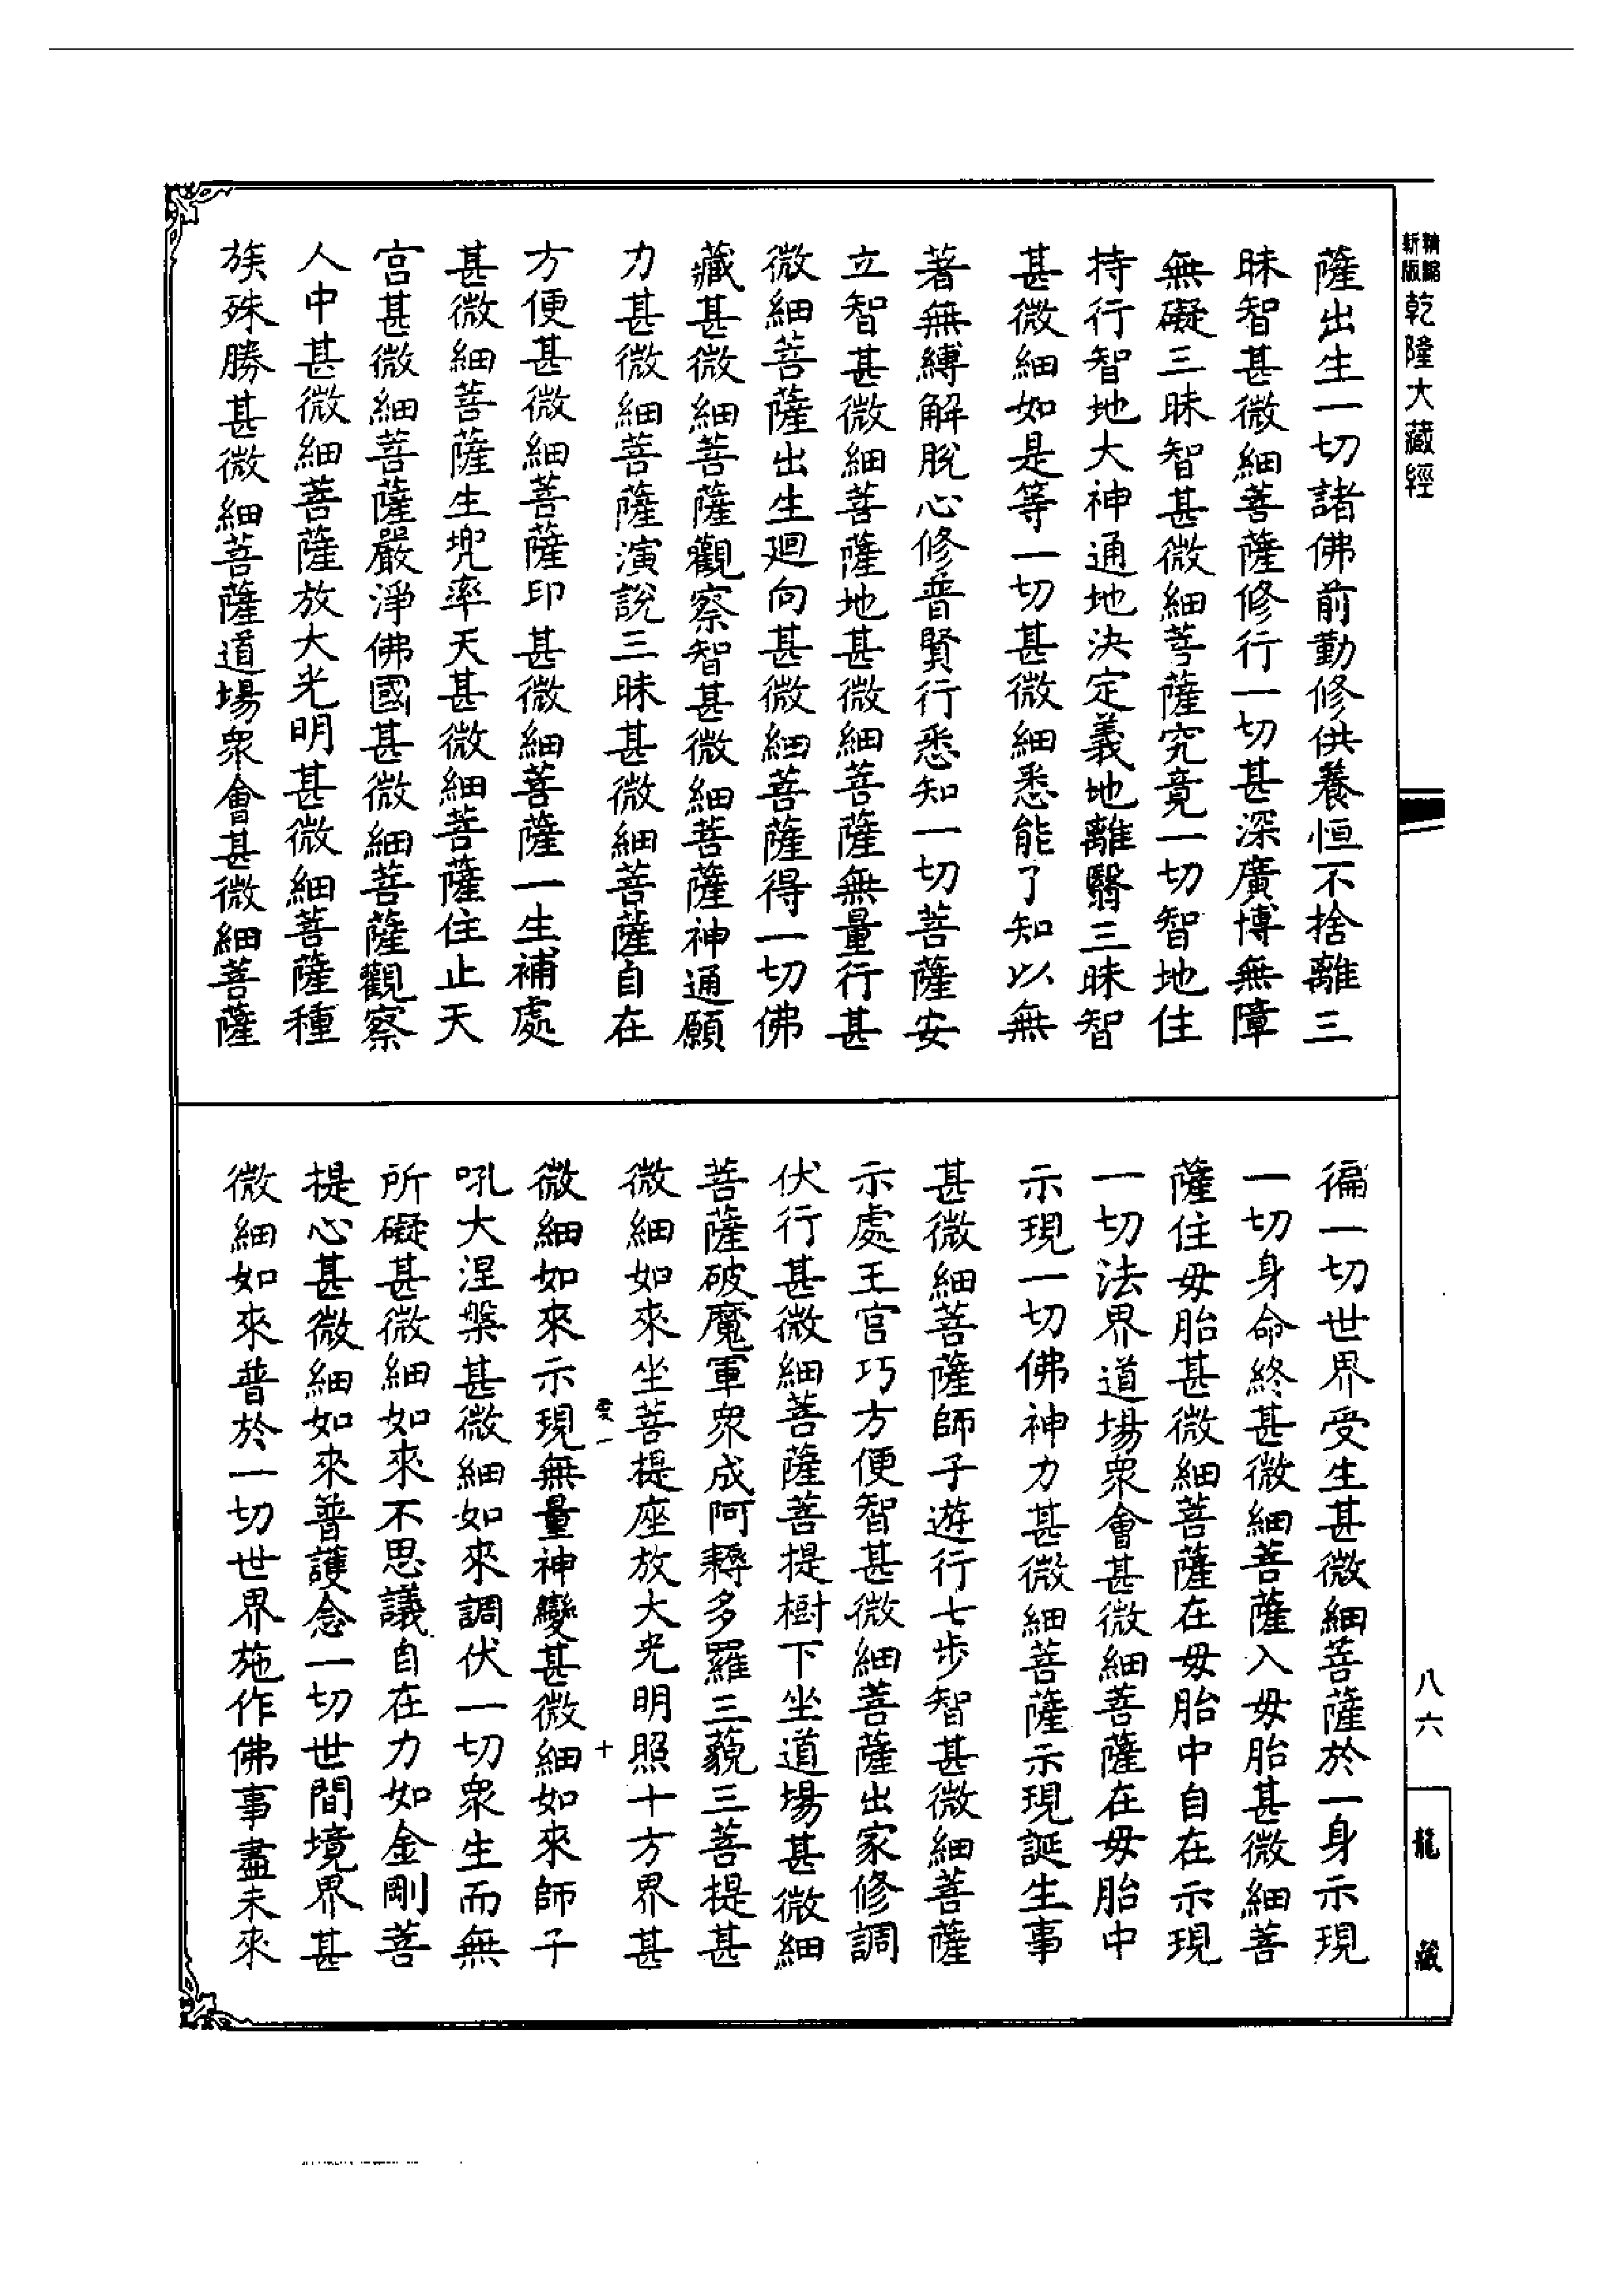 新版
精縮
乾隆大藏經
薩出生一切諸佛前勤修供養恒不捨離三
昧智甚微細菩薩修行一切甚深廣博無障
無礙三昧智甚微細菩薩究竟一切智地住
持行智地大神通地決定義地離翳三昧智
甚微細如是等一切甚微細悉能了知以無
著無縛解脫心修普賢行悉知一切菩薩安
立智甚微細菩薩地甚微細菩薩無量行甚
微細菩薩出生廻向甚微細菩薩得一切佛
藏甚微細菩薩觀察智甚微細菩薩神通願
力甚微細菩薩演說三昧甚微細菩薩自在
方便甚微細菩薩印甚微細菩薩一生補處
甚微細菩薩生兜率天甚微細菩薩住止天
宮甚微細菩薩嚴淨佛國甚微細菩薩觀察
人中甚微細菩薩放大光明甚微細菩薩種
族殊勝甚微細菩薩道場衆會甚微細菩薩
徧一切世界受生甚微細菩薩於一身示現
一切身命終甚微細菩薩入母胎甚微細菩
薩住母胎甚微細菩薩在母胎中自在示現
一切法界道場衆會甚微細菩薩在母胎中
示現一切佛神力甚微細菩薩示現誕生事
甚微細菩薩師子遊行七步智甚微細菩薩
示處王宮巧方便智甚微細菩薩出家修調
伏行甚微細菩薩菩提樹下坐道場甚微細
菩薩破魔軍衆成阿耨多羅三藐三菩提甚
微細如來坐菩提座放大光明照十方界甚
微細如來示現無量神變甚微細如來師子
吼大涅槃甚微細如來調伏一切衆生而無
所礙甚微細如來不思議自在力如金剛菩
提心甚微細如來普護念一切世間境界甚
微細如來普於一切世界施作佛事盡未來
一 十
八六
龍藏